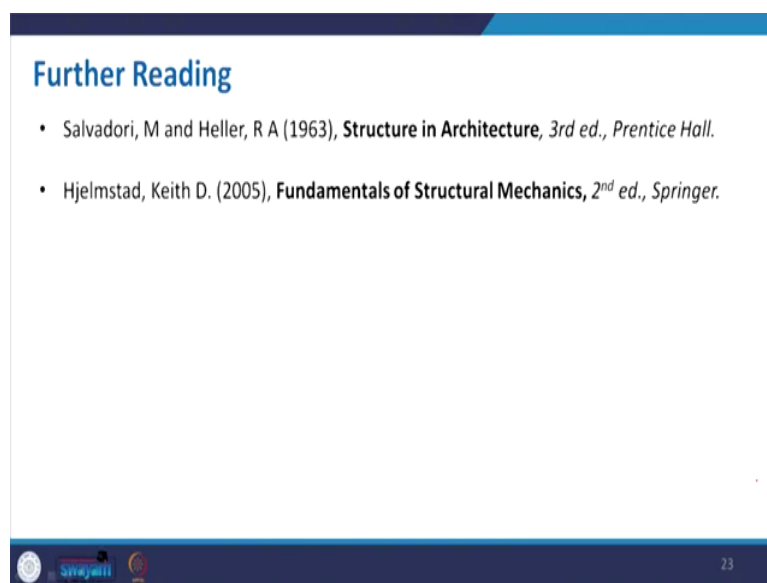 Further Reading
• Salvadori, M and Heller, R A (1963), Structure in Architecture, 3rd ed., Prentice Hall.
• Hjelmstad, Keith D. (2005), Fundamentals of Structural Mechanics, 2nd ed., Springer.
swayam
23